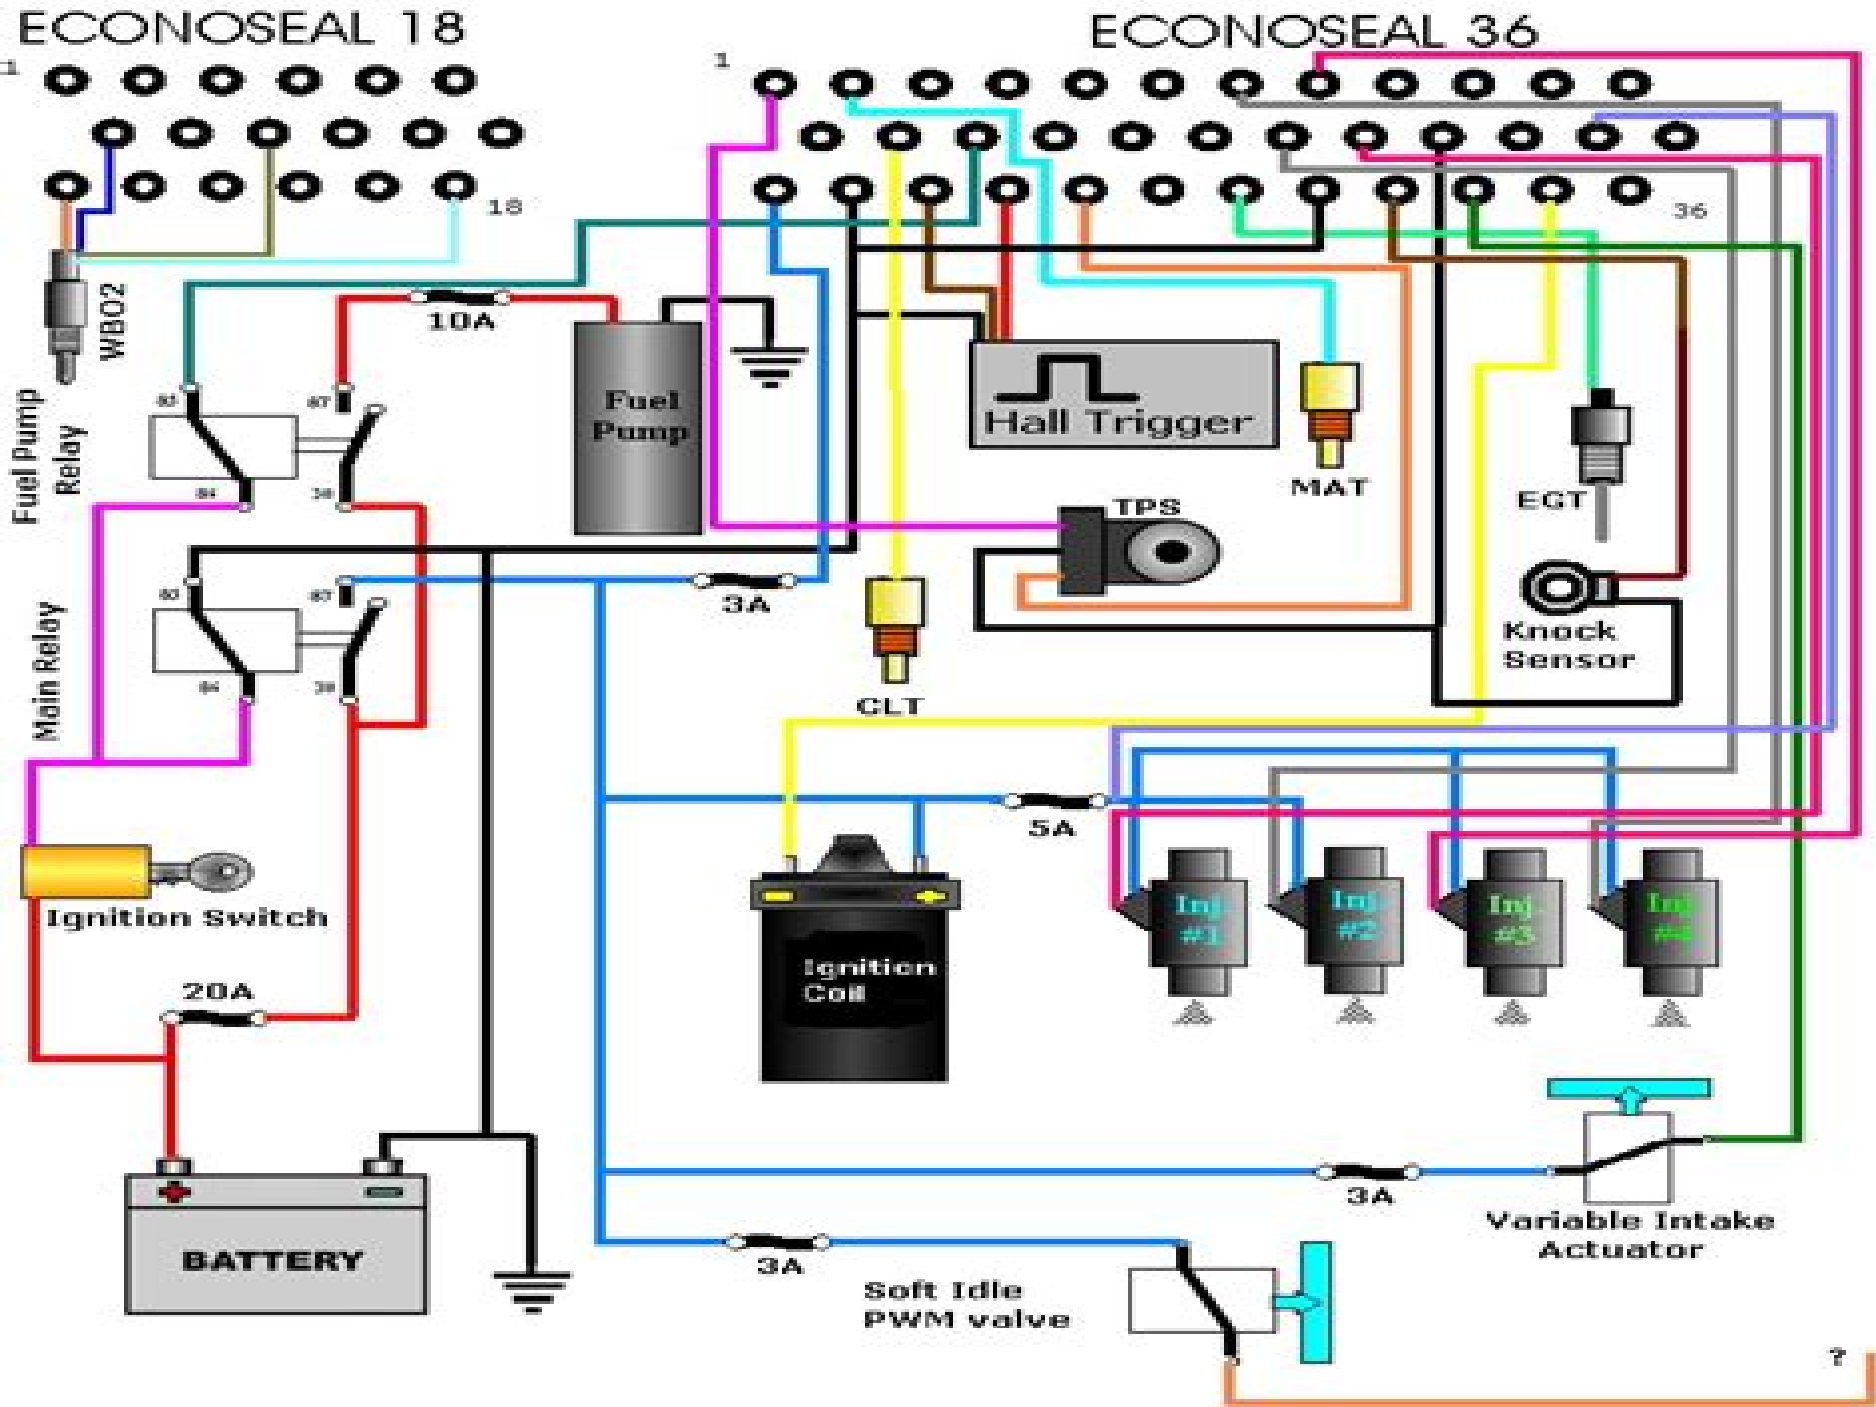 ECONOSEAL 18
ECONOSEAL 36
1
1
18
36
WBO2
10A
Fuel Pump
Relay
87
Fuel
Pump
Hall Trigger
MAT
EGT
TPS
Knock
Sensor
3A
CLT
Main Relay
87
5A
Ignition Switch
20A
Ignition
Coil
Inj
#1
Inj
#2
Inj
#3
Inj
#4
BATTERY
3A
Variable Intake
Actuator
3A
Soft Idle
PWM valve
?